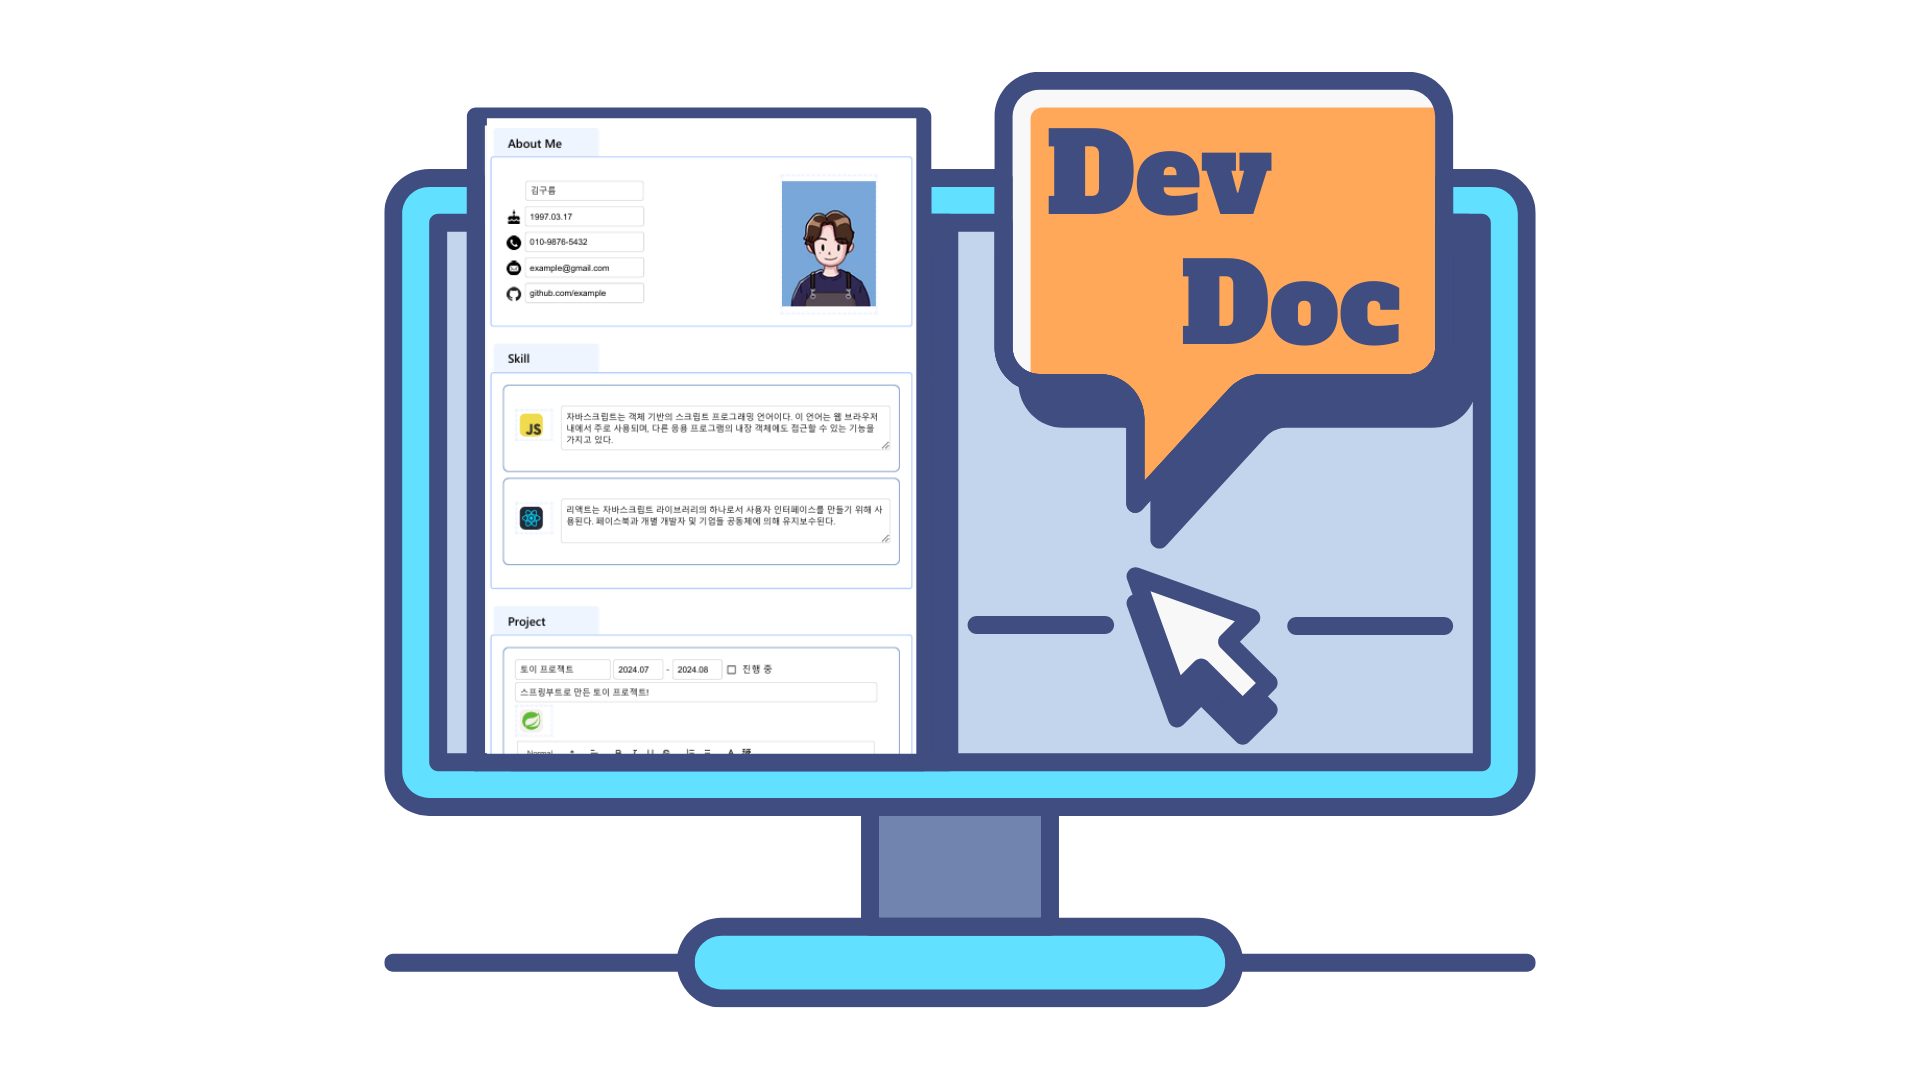 About Me
김구름
1997.03.17
010-9876-5432
example@gmail.com
github.com/example
Skill
JS
자바스크립트는 객체 기반의 스크립트 프로그래밍 언어이다. 이 언어는 웹 브라우저
내에서 주로 사용되며, 다른 응용 프로그램의 내장 객체에도 접근할 수 있는 기능을
가지고 있다.
리액트는 자바스크립트 라이브러리의 하나로서 사용자 인터페이스를 만들기 위해 사
용된다. 페이스북과 개별 개발자 및 기업들 공동체에 의해 유지보수된다.
Project
토이 프로젝트 2024.07 - 2024.08 진행 중
스프링부트로 만든 토이 프로젝트!
Normal B I U S A
Dev
Doc